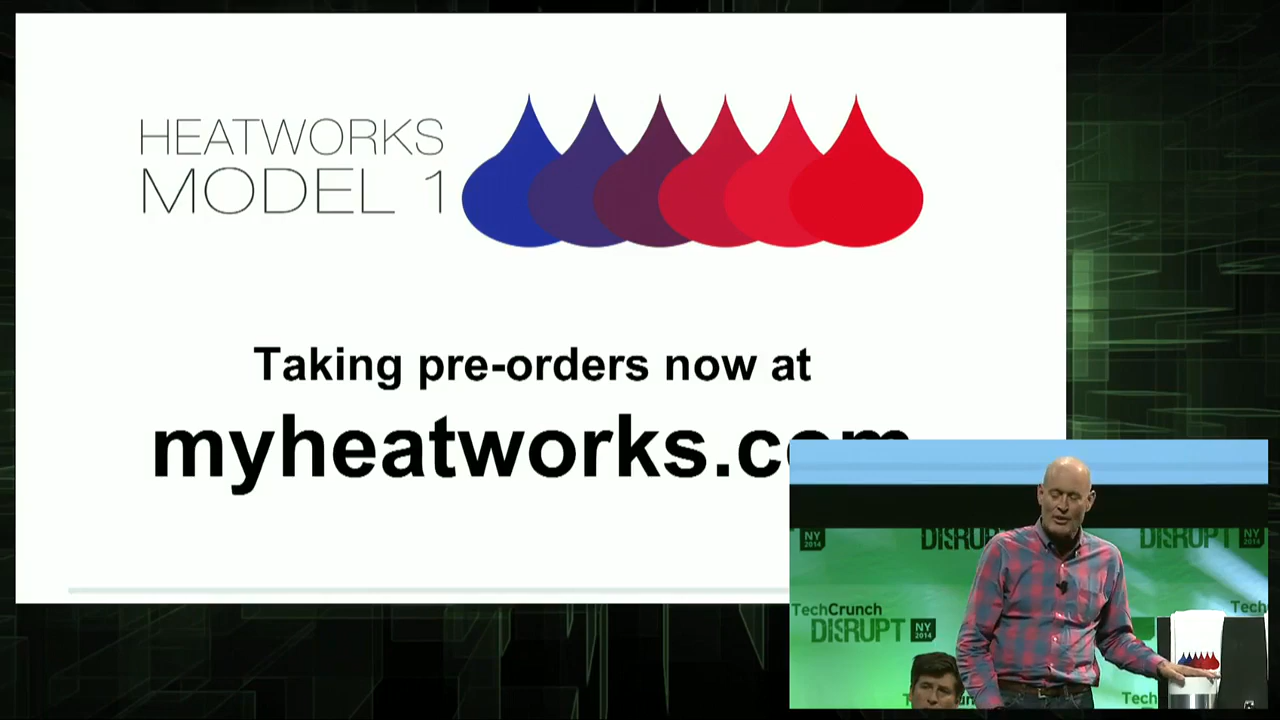 HEATWORKS
MODEL 1
Taking pre-orders now at
myheatworks.com
NY
2014
DISRUPT
DISRUPT
NY
2014
TechCrunch
DISRUPT
NY
2014
Tech
Tech